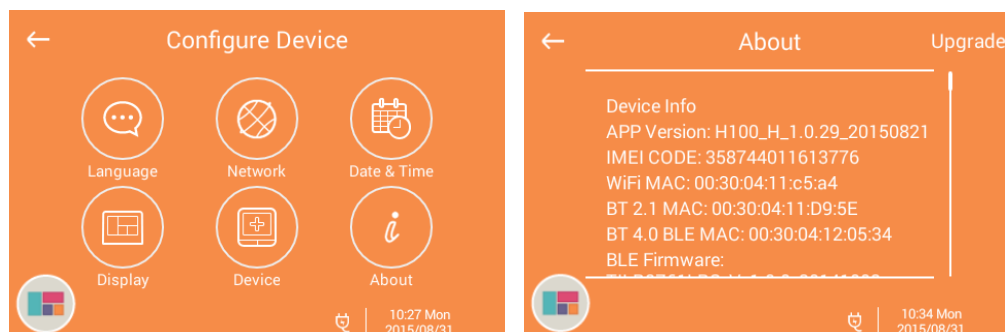 Configure Device
Language
Network
Date & Time
Display
Device
About
10:27 Mon
2015/08/31
About
Upgrade
Device Info
APP Version: H100_H_1.0.29_20150821
IMEI CODE: 358744011613776
WiFi MAC: 00:30:04:11:c5:a4
BT 2.1 MAC: 00:30:04:11:D9:5E
BT 4.0 BLE MAC: 00:30:04:12:05:34
BLE Firmware:
10:34 Mon
2015/08/31